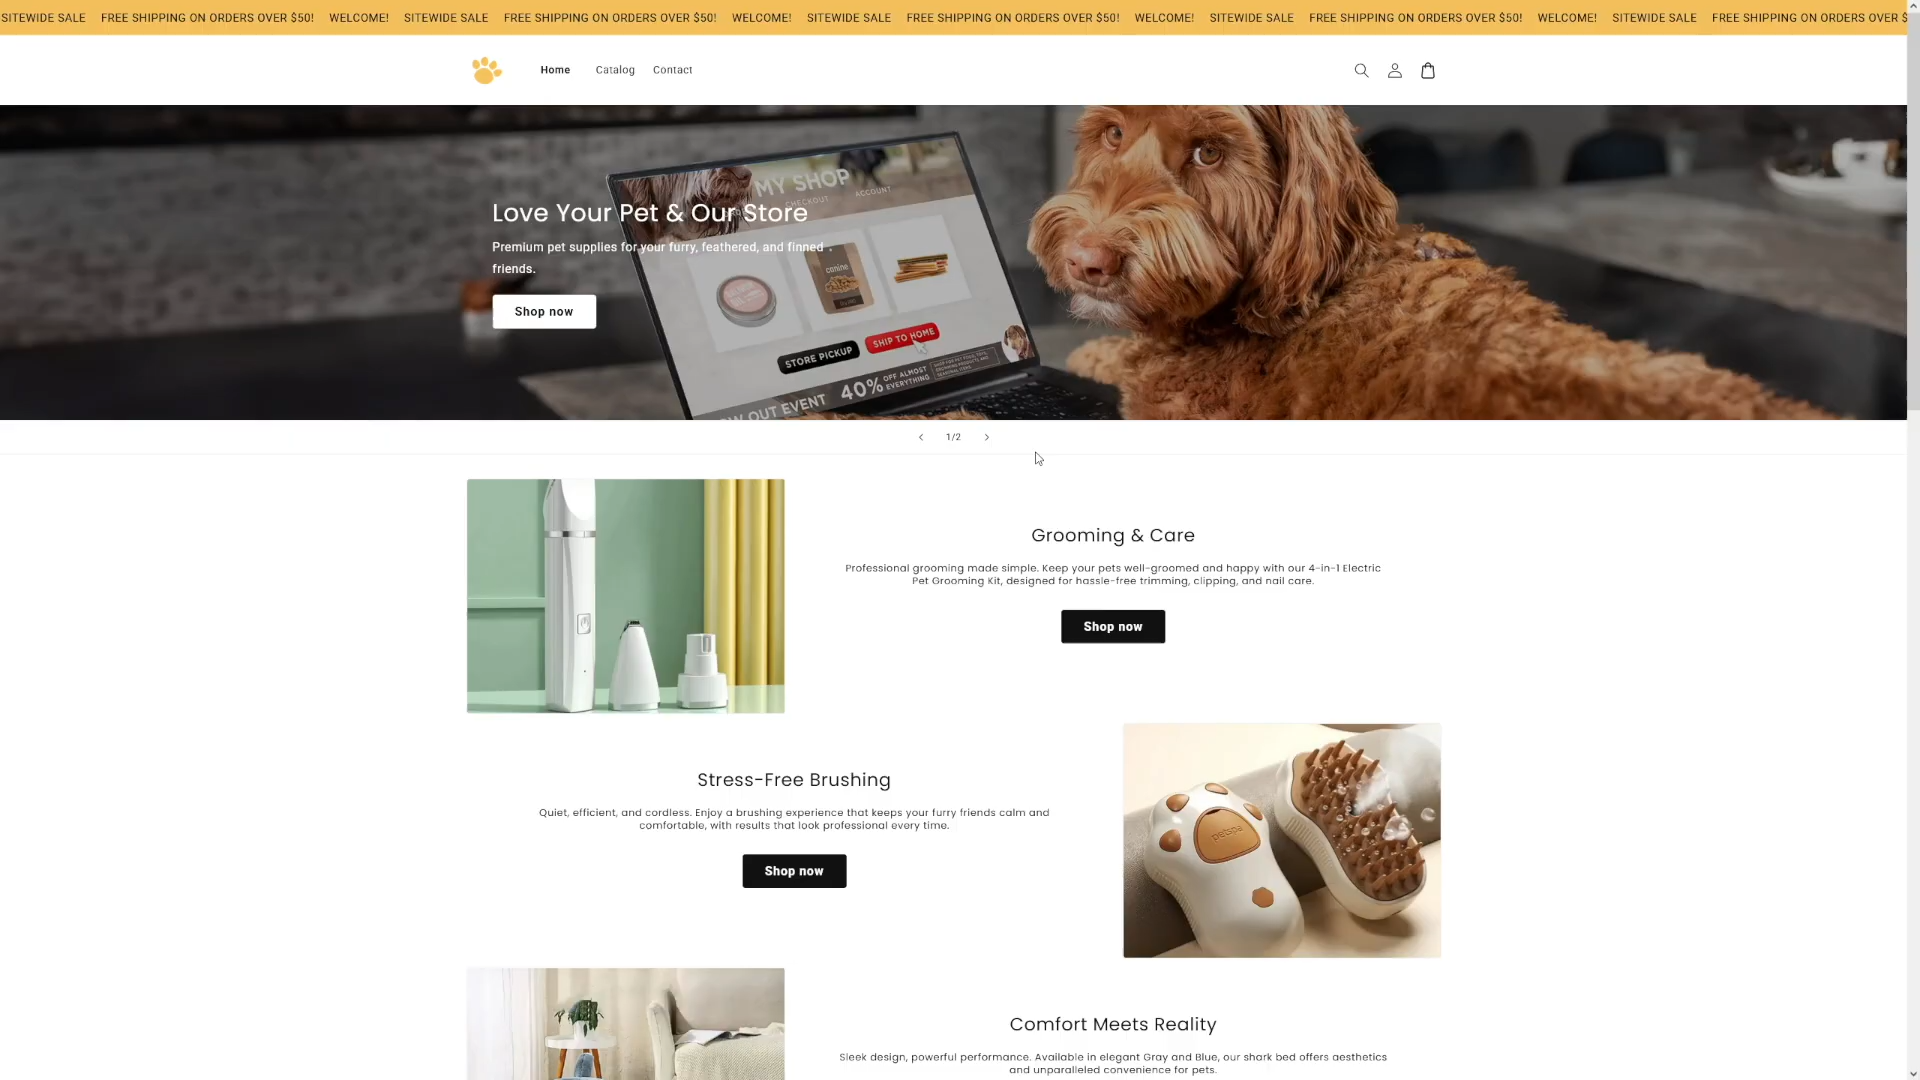 SITEWIDE SALE FREE SHIPPING ON ORDERS OVER $50! WELCOME! SITEWIDE SALE FREE SHIPPING ON ORDERS OVER $50! WELCOME! SITEWIDE SALE FREE SHIPPING ON ORDERS OVER $50! WELCOME! SITEWIDE SALE FREE SHIPPING ON ORDERS OVER $50! WELCOME! SITEWIDE SALE FREE SHIPPING ON ORDERS OVER $
Home Catalog Contact
MY SHOP
CHECKOUT ACCOUNT
Love Your Pet & Our Store
Premium pet supplies for your furry, feathered, and finned
friends.
Shop now
canine
STORE PICKUP SHIP TO HOME
40% OFF ALMOST EVERYTHING
OW OUT EVENT
1/2
Grooming & Care
Professional grooming made simple. Keep your pets well-groomed and happy with our 4-in-1 Electric
Pet Grooming Kit, designed for hassle-free trimming, clipping, and nail care.
Shop now
Stress-Free Brushing
Quiet, efficient, and cordless. Enjoy a brushing experience that keeps your furry friends calm and
comfortable, with results that look professional every time.
Shop now
petspa
Comfort Meets Reality
Sleek design, powerful performance. Available in elegant Gray and Blue, our shark bed offers aesthetics
and unparalleled convenience for pets.